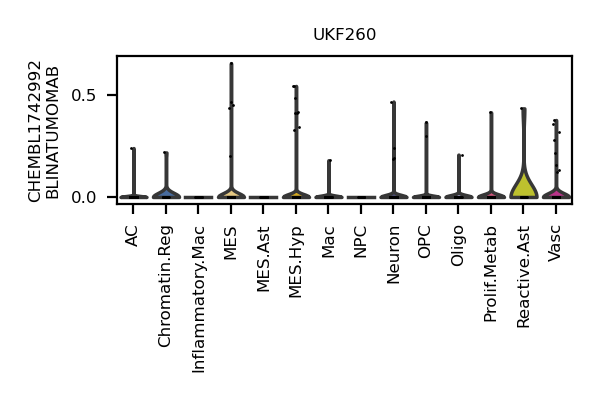 UKF260
CHEMBL1742992
BLINATUMOMAB
0.5
0.0
AC
Chromatin.Reg
Inflammatory.Mac
MES
MES.Ast
MES.Hyp
Mac
NPC
Neuron
OPC
Oligo
Prolif.Metab
Reactive.Ast
Vasc